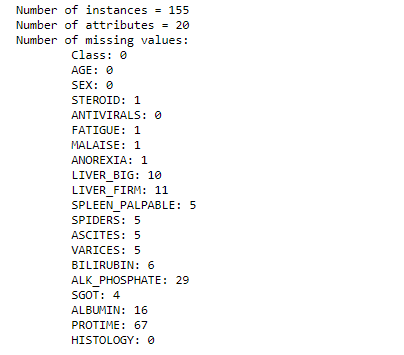 Number of instances = 155
Number of attributes = 20
Number of missing values:
Class: 0
AGE: 0
SEX: 0
STEROID: 1
ANTIVIRALS: 0
FATIGUE: 1
MALAISE: 1
ANOREXIA: 1
LIVER_BIG: 10
LIVER_FIRM: 11
SPLEEN_PALPABLE: 5
SPIDERS: 5
ASCITES: 5
VARICES: 5
BILIRUBIN: 6
ALK_PHOSPHATE: 29
SGOT: 4
ALBUMIN: 16
PROTIME: 67
HISTOLOGY: 0